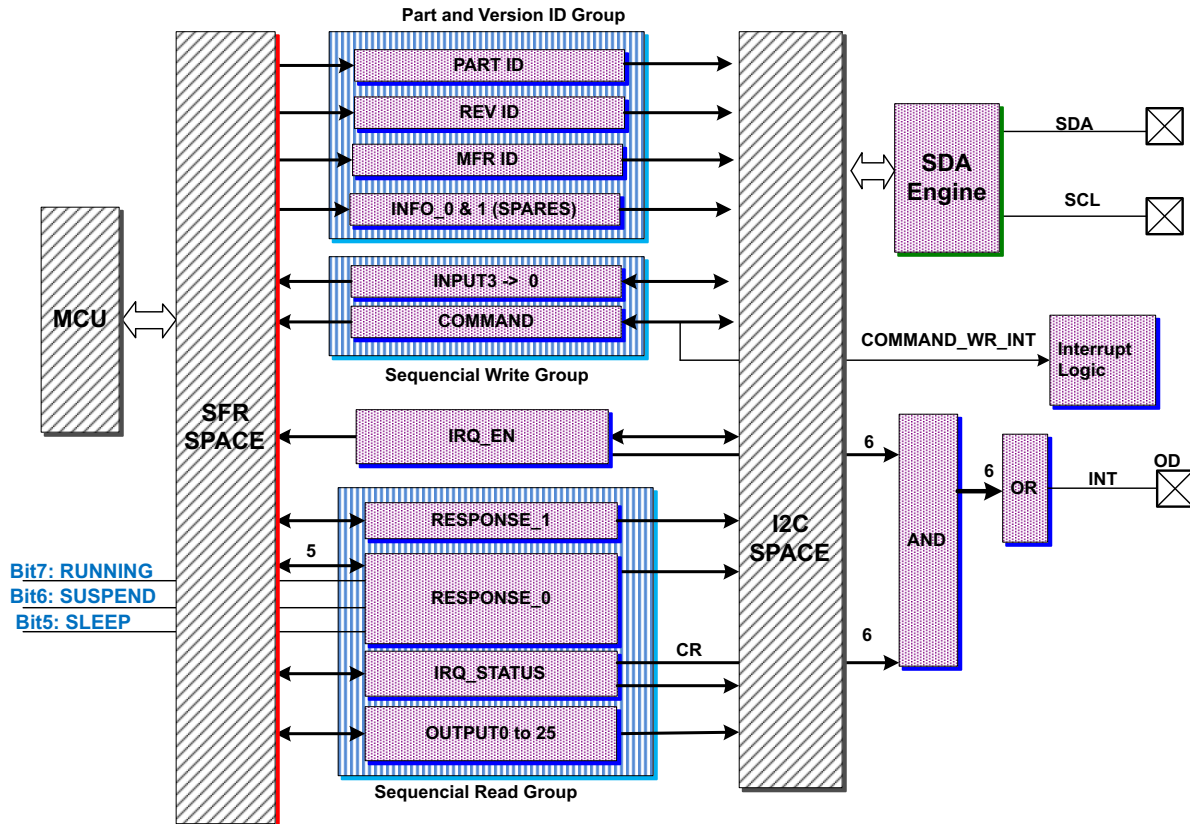 Part and Version ID Group
PART ID
REV ID
MFR ID
INFO_0 & 1 (SPARES)
INPUT3 -> 0
COMMAND
Sequencial Write Group
MCU
SFR
SPACE
IRQ_EN
RESPONSE_1
5
RESPONSE_0
Bit7: RUNNING
Bit6: SUSPEND
Bit5: SLEEP
CR
IRQ_STATUS
OUTPUT0 to 25
Sequencial Read Group
I2C
SPACE
SDA
Engine
SDA
SCL
COMMAND_WR_INT
Interrupt
Logic
6
AND
6
6
OR
INT
OD